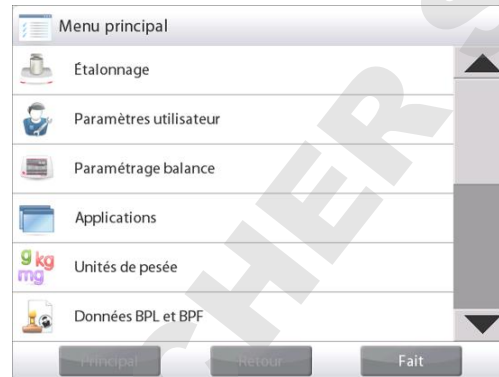 Menu principal
Étalonnage
Paramètres utilisateur
Paramétrage balance
Applications
g kg
mg
Unités de pesée
Données BPL et BPF
Principal
Retour
Fait